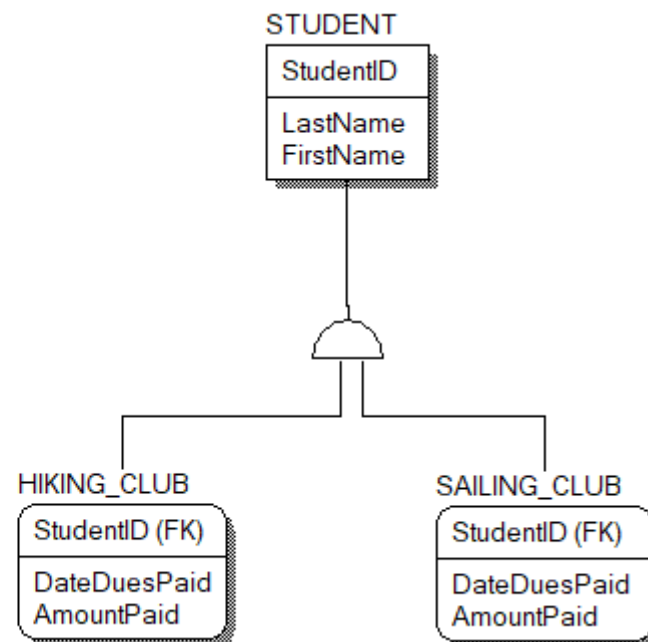 STUDENT
StudentID
LastName
FirstName
HIKING_CLUB
StudentID (FK)
DateDuesPaid
AmountPaid
SAILING_CLUB
StudentID (FK)
DateDuesPaid
AmountPaid